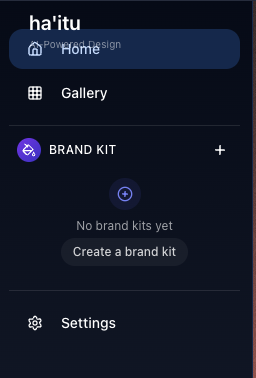 ha'itu
AI-Powered Design
Home
Gallery
BRAND KIT
No brand kits yet
Create a brand kit
Settings